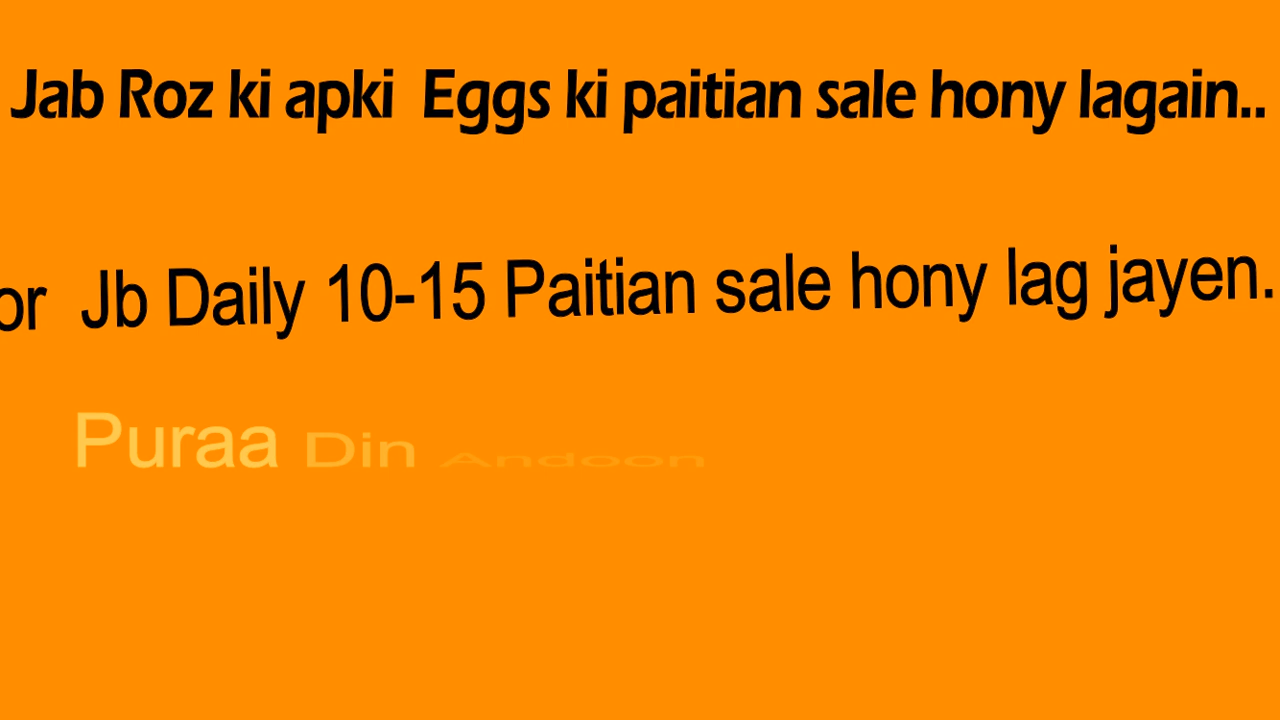 Jab Roz ki apki Eggs ki paitian sale hony lagain..
or Jb Daily 10-15 Paitian sale hony lag jayen.
Puraa Din Andoon